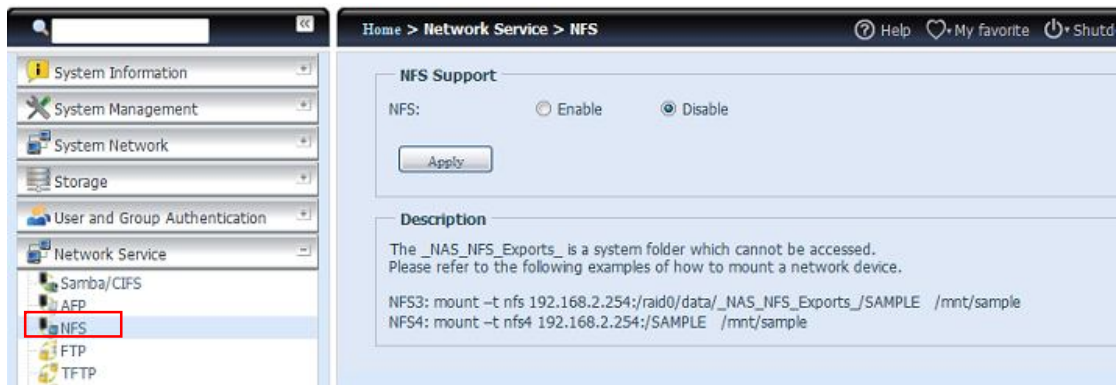 Home > Network Service > NFS
Help
My favorite
Shutd
System Information
System Management
System Network
Storage
User and Group Authentication
Network Service
Samba/CIFS
AFP
NFS
FTP
TFTP
NFS Support
NFS:
Enable
Disable
Apply
Description
The _NAS_NFS_Exports_ is a system folder which cannot be accessed.
Please refer to the following examples of how to mount a network device.
NFS3: mount –t nfs 192.168.2.254:/raid0/data/_NAS_NFS_Exports_/SAMPLE /mnt/sample
NFS4: mount –t nfs4 192.168.2.254:/SAMPLE /mnt/sample